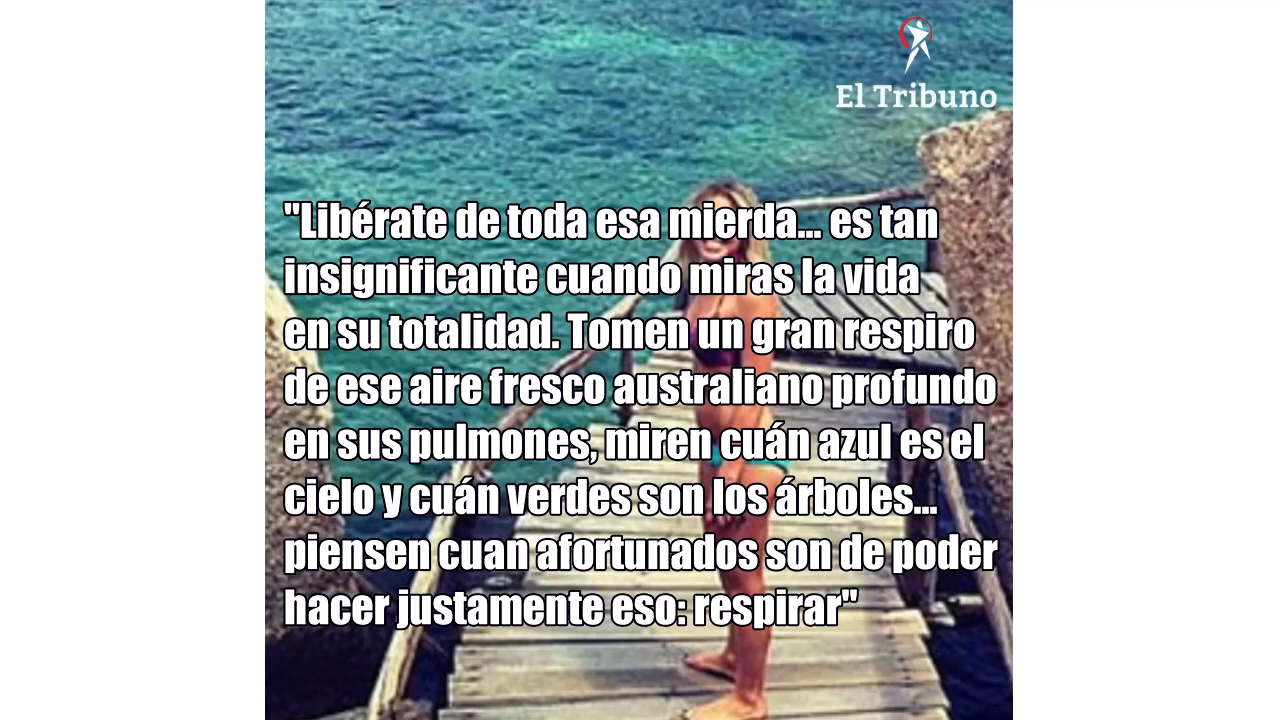 El Tribuno
"Libérate de toda esa mierda... es tan
insignificante cuando miras la vida
en su totalidad. Tomen un gran respiro
de ese aire fresco australiano profundo
en sus pulmones, miren cuán azul es el
cielo y cuán verdes son los árboles...
piensen cuan afortunados son de poder
hacer justamente eso: respirar"